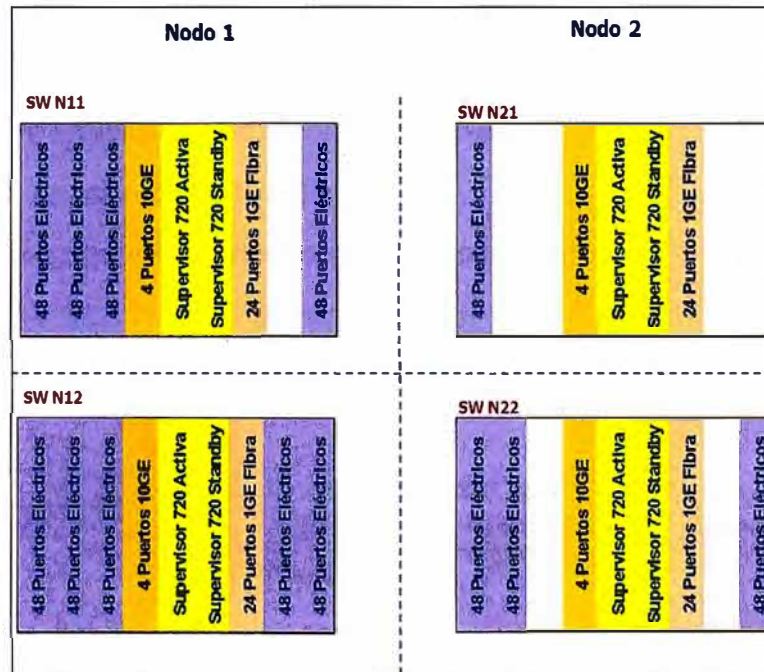 Nodo 1
Nodo 2
SW N11
48 Puertos Eléctricos
48 Puertos Eléctricos
48 Puertos Eléctricos
4 Puertos 10GE
Supervisor 720 Activa
Supervisor 720 Standby
24 Puertos 1GE Fibra
48 Puertos Eléctricos
SW N21
48 Puertos Eléctricos
4 Puertos 10GE
Supervisor 720 Activa
Supervisor 720 Standby
24 Puertos 1GE Fibra
SW N12
48 Puertos Eléctricos
48 Puertos Eléctricos
48 Puertos Eléctricos
4 Puertos 10GE
Supervisor 720 Activa
Supervisor 720 Standby
24 Puertos 1GE Fibra
48 Puertos Eléctricos
48 Puertos Eléctricos
SW N22
48 Puertos Eléctricos
48 Puertos Eléctricos
4 Puertos 10GE
Supervisor 720 Activa
Supervisor 720 Standby
24 Puertos 1GE Fibra
48 Puertos Eléctricos